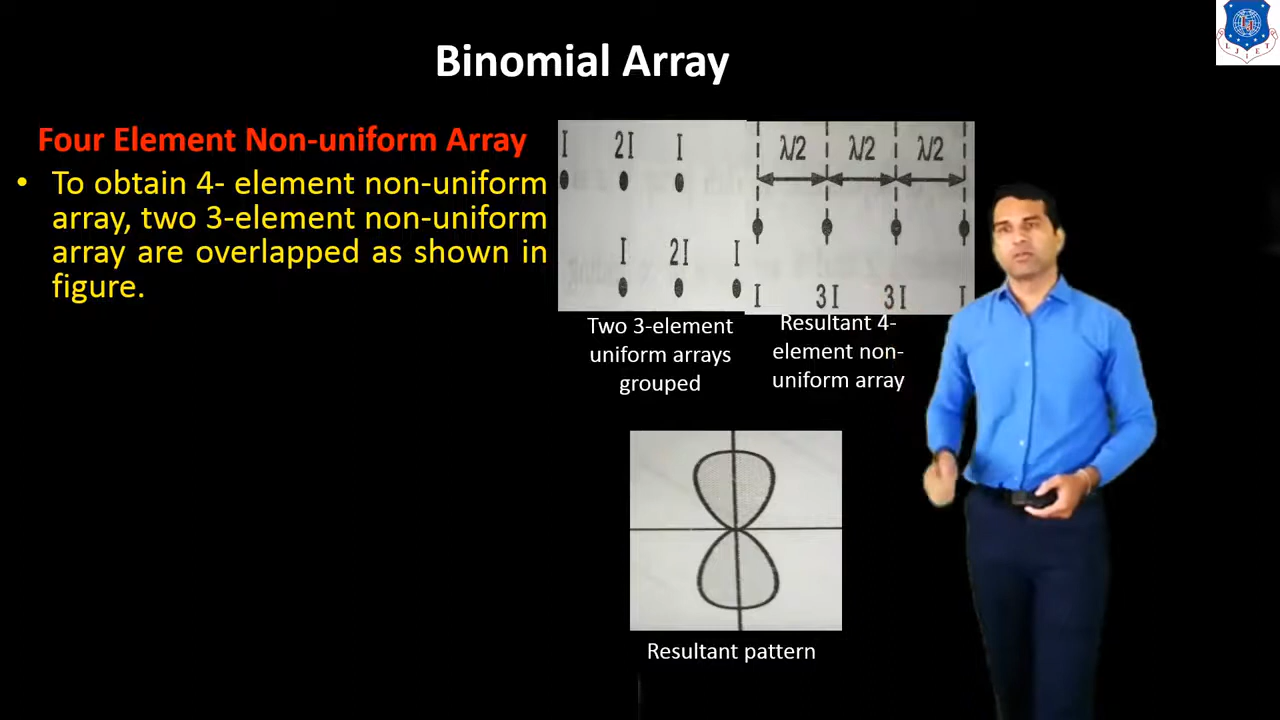 Binomial Array
LJIET
Four Element Non-uniform Array
• To obtain 4- element non-uniform
array, two 3-element non-uniform
array are overlapped as shown in
figure.
I 2I I
I 2I I
λ/2 λ/2 λ/2
I 3I 3I I
Two 3-element
uniform arrays
grouped
Resultant 4-
element non-
uniform array
Resultant pattern